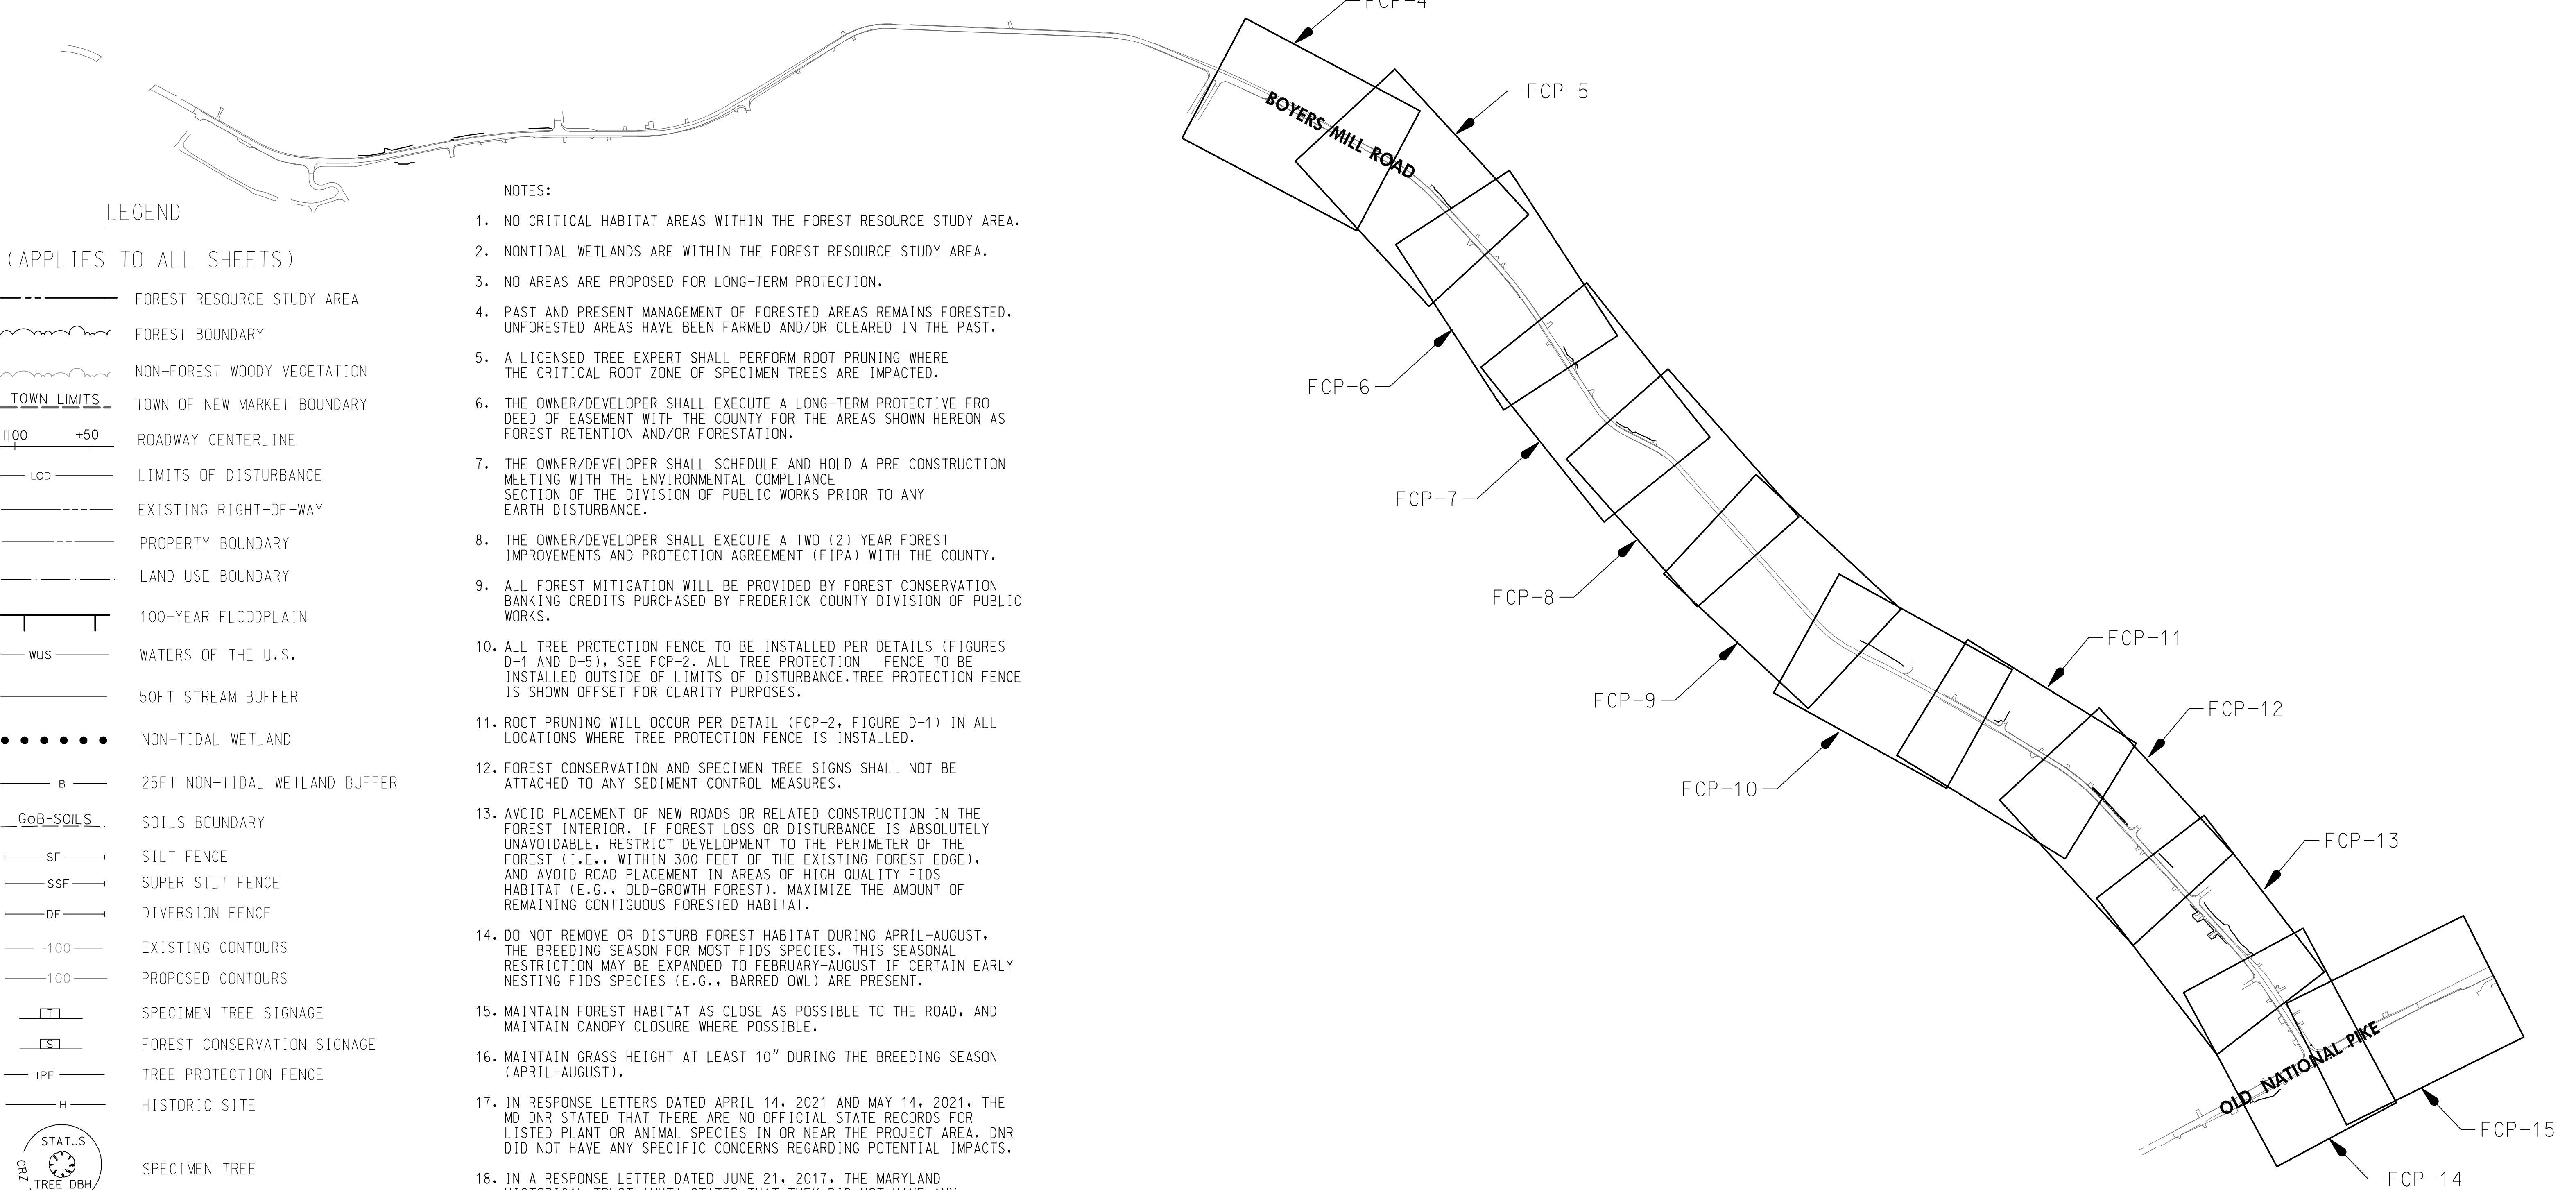 LEGEND
(APPLIES TO ALL SHEETS)
FOREST RESOURCE STUDY AREA
FOREST BOUNDARY
NON-FOREST WOODY VEGETATION
TOWN LIMITS
TOWN OF NEW MARKET BOUNDARY
1100 +50
ROADWAY CENTERLINE
LOD
LIMITS OF DISTURBANCE
EXISTING RIGHT-OF-WAY
PROPERTY BOUNDARY
LAND USE BOUNDARY
100-YEAR FLOODPLAIN
WUS
WATERS OF THE U.S.
50FT STREAM BUFFER
NON-TIDAL WETLAND
B
25FT NON-TIDAL WETLAND BUFFER
GoB-SOILS
SOILS BOUNDARY
SF
SILT FENCE
SSF
SUPER SILT FENCE
DF
DIVERSION FENCE
-100
EXISTING CONTOURS
100
PROPOSED CONTOURS
T
SPECIMEN TREE SIGNAGE
S
FOREST CONSERVATION SIGNAGE
TPF
TREE PROTECTION FENCE
H
HISTORIC SITE
STATUS
CRZ
TREE DBH
SPECIMEN TREE
NOTES:
1. NO CRITICAL HABITAT AREAS WITHIN THE FOREST RESOURCE STUDY AREA.
2. NONTIDAL WETLANDS ARE WITHIN THE FOREST RESOURCE STUDY AREA.
3. NO AREAS ARE PROPOSED FOR LONG-TERM PROTECTION.
4. PAST AND PRESENT MANAGEMENT OF FORESTED AREAS REMAINS FORESTED.
UNFORESTED AREAS HAVE BEEN FARMED AND/OR CLEARED IN THE PAST.
5. A LICENSED TREE EXPERT SHALL PERFORM ROOT PRUNING WHERE
THE CRITICAL ROOT ZONE OF SPECIMEN TREES ARE IMPACTED.
6. THE OWNER/DEVELOPER SHALL EXECUTE A LONG-TERM PROTECTIVE FRO
DEED OF EASEMENT WITH THE COUNTY FOR THE AREAS SHOWN HEREON AS
FOREST RETENTION AND/OR FORESTATION.
7. THE OWNER/DEVELOPER SHALL SCHEDULE AND HOLD A PRE CONSTRUCTION
MEETING WITH THE ENVIRONMENTAL COMPLIANCE
SECTION OF THE DIVISION OF PUBLIC WORKS PRIOR TO ANY
EARTH DISTURBANCE.
8. THE OWNER/DEVELOPER SHALL EXECUTE A TWO (2) YEAR FOREST
IMPROVEMENTS AND PROTECTION AGREEMENT (FIPA) WITH THE COUNTY.
9. ALL FOREST MITIGATION WILL BE PROVIDED BY FOREST CONSERVATION
BANKING CREDITS PURCHASED BY FREDERICK COUNTY DIVISION OF PUBLIC
WORKS.
10. ALL TREE PROTECTION FENCE TO BE INSTALLED PER DETAILS (FIGURES
D-1 AND D-5), SEE FCP-2. ALL TREE PROTECTION FENCE TO BE
INSTALLED OUTSIDE OF LIMITS OF DISTURBANCE.TREE PROTECTION FENCE
IS SHOWN OFFSET FOR CLARITY PURPOSES.
11. ROOT PRUNING WILL OCCUR PER DETAIL (FCP-2, FIGURE D-1) IN ALL
LOCATIONS WHERE TREE PROTECTION FENCE IS INSTALLED.
12. FOREST CONSERVATION AND SPECIMEN TREE SIGNS SHALL NOT BE
ATTACHED TO ANY SEDIMENT CONTROL MEASURES.
13. AVOID PLACEMENT OF NEW ROADS OR RELATED CONSTRUCTION IN THE
FOREST INTERIOR. IF FOREST LOSS OR DISTURBANCE IS ABSOLUTELY
UNAVOIDABLE, RESTRICT DEVELOPMENT TO THE PERIMETER OF THE
FOREST (I.E., WITHIN 300 FEET OF THE EXISTING FOREST EDGE),
AND AVOID ROAD PLACEMENT IN AREAS OF HIGH QUALITY FIDS
HABITAT (E.G., OLD-GROWTH FOREST). MAXIMIZE THE AMOUNT OF
REMAINING CONTIGUOUS FORESTED HABITAT.
14. DO NOT REMOVE OR DISTURB FOREST HABITAT DURING APRIL-AUGUST,
THE BREEDING SEASON FOR MOST FIDS SPECIES. THIS SEASONAL
RESTRICTION MAY BE EXPANDED TO FEBRUARY-AUGUST IF CERTAIN EARLY
NESTING FIDS SPECIES (E.G., BARRED OWL) ARE PRESENT.
15. MAINTAIN FOREST HABITAT AS CLOSE AS POSSIBLE TO THE ROAD, AND
MAINTAIN CANOPY CLOSURE WHERE POSSIBLE.
16. MAINTAIN GRASS HEIGHT AT LEAST 10" DURING THE BREEDING SEASON
(APRIL-AUGUST).
17. IN RESPONSE LETTERS DATED APRIL 14, 2021 AND MAY 14, 2021, THE
MD DNR STATED THAT THERE ARE NO OFFICIAL STATE RECORDS FOR
LISTED PLANT OR ANIMAL SPECIES IN OR NEAR THE PROJECT AREA. DNR
DID NOT HAVE ANY SPECIFIC CONCERNS REGARDING POTENTIAL IMPACTS.
18. IN A RESPONSE LETTER DATED JUNE 21, 2017, THE MARYLAND
FCP-4
BOYERS MILL ROAD
FCP-5
FCP-6
FCP-7
FCP-8
FCP-9
FCP-10
FCP-11
FCP-12
FCP-13
OLD NATIONAL PIKE
FCP-15
FCP-14